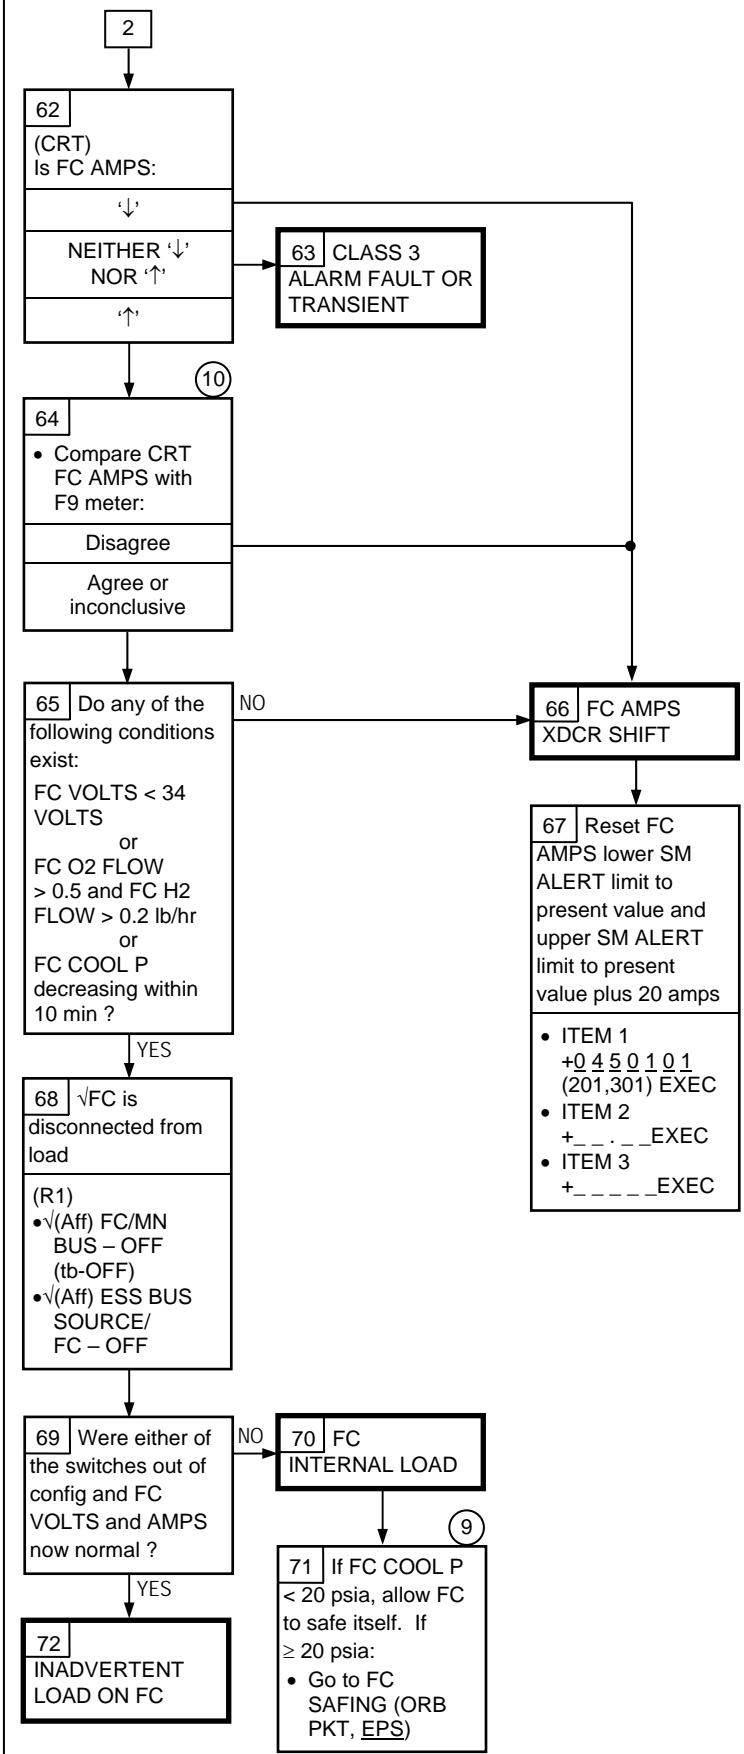 2
62
(CRT)
Is FC AMPS:
‘↓’
NEITHER ‘↓’
NOR ‘↑’
‘↑’
63 CLASS 3
ALARM FAULT OR
TRANSIENT
10
64
• Compare CRT
FC AMPS with
F9 meter:
Disagree
Agree or
inconclusive
65 Do any of the
following conditions
exist:
FC VOLTS < 34
VOLTS
or
FC O2 FLOW
> 0.5 and FC H2
FLOW > 0.2 lb/hr
or
FC COOL P
decreasing within
10 min ?
NO
YES
66 FC AMPS
XDCR SHIFT
67 Reset FC
AMPS lower SM
ALERT limit to
present value and
upper SM ALERT
limit to present
value plus 20 amps
• ITEM 1
+0 4 5 0 1 0 1
(201,301) EXEC
• ITEM 2
+_ _ . _ _EXEC
• ITEM 3
+_ _ _ _ _EXEC
68 √FC is
disconnected from
load
(R1)
•√(Aff) FC/MN
BUS – OFF
(tb-OFF)
•√(Aff) ESS BUS
SOURCE/
FC – OFF
69 Were either of
the switches out of
config and FC
VOLTS and AMPS
now normal ?
NO
YES
70 FC
INTERNAL LOAD
9
71 If FC COOL P
< 20 psia, allow FC
to safe itself. If
≥ 20 psia:
• Go to FC
SAFING (ORB
PKT, EPS)
72
INADVERTENT
LOAD ON FC